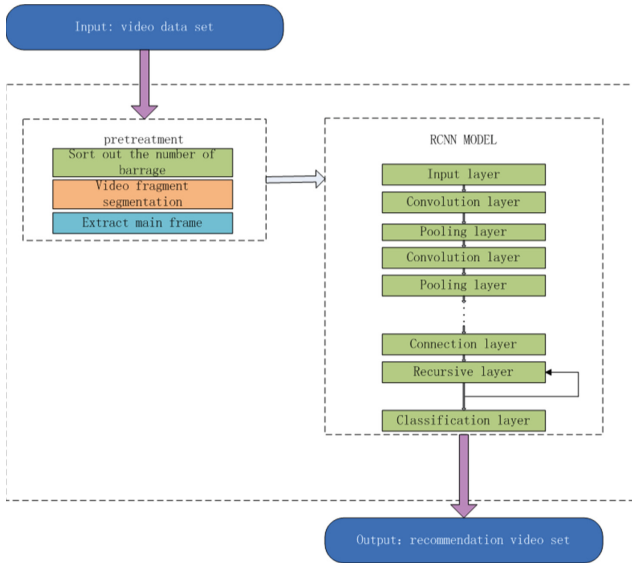 Input: video data set
pretreatment
Sort out the number of
barrage
Video fragment
segmentation
Extract main frame
RCNN MODEL
Input layer
Convolution layer
Pooling layer
Convolution layer
Pooling layer
Connection layer
Recursive layer
Classification layer
Output: recommendation video set